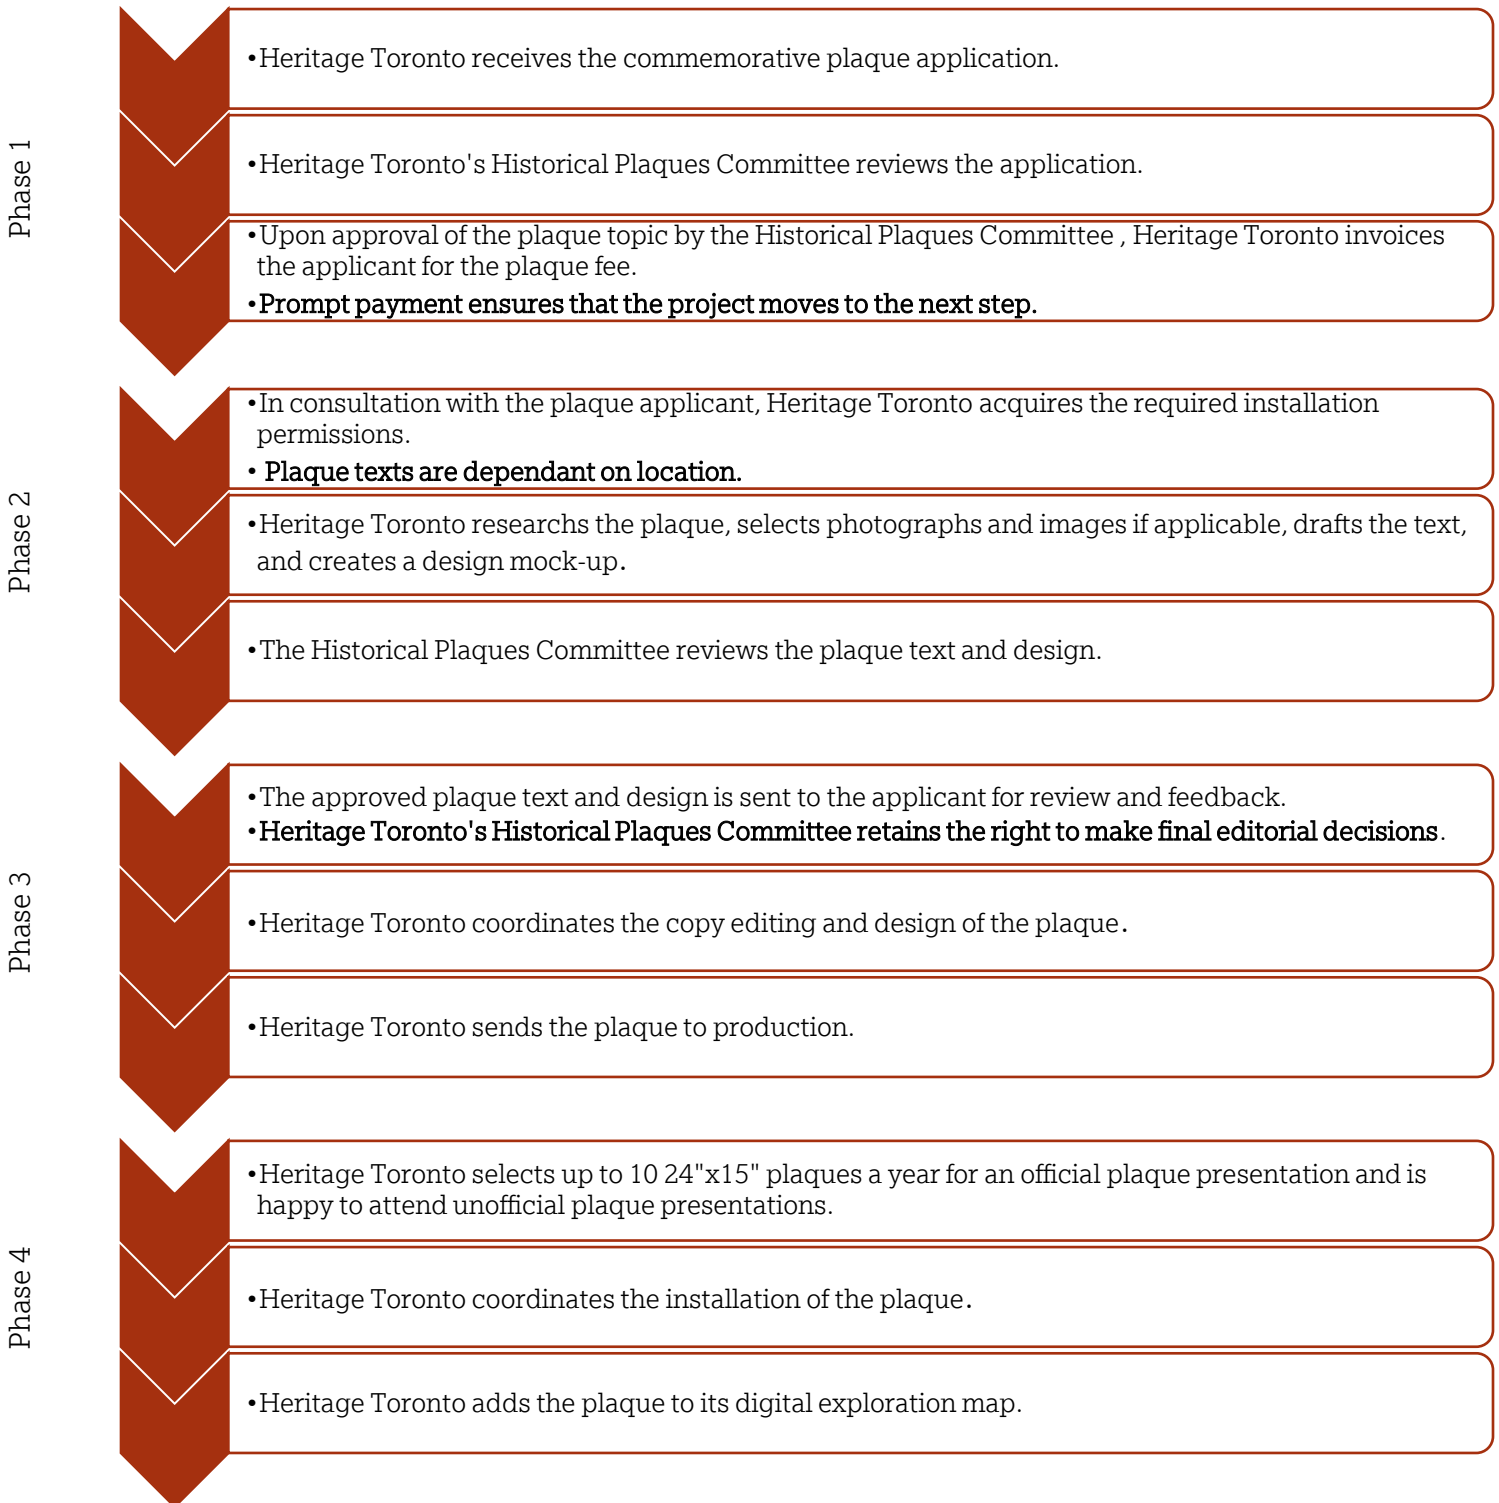 Phase 1
•Heritage Toronto receives the commemorative plaque application.
•Heritage Toronto's Historical Plaques Committee reviews the application.
•Upon approval of the plaque topic by the Historical Plaques Committee , Heritage Toronto invoices
the applicant for the plaque fee.
•Prompt payment ensures that the project moves to the next step.
Phase 2
•In consultation with the plaque applicant, Heritage Toronto acquires the required installation
permissions.
• Plaque texts are dependant on location.
•Heritage Toronto researchs the plaque, selects photographs and images if applicable, drafts the text,
and creates a design mock-up.
•The Historical Plaques Committee reviews the plaque text and design.
Phase 3
•The approved plaque text and design is sent to the applicant for review and feedback.
•Heritage Toronto's Historical Plaques Committee retains the right to make final editorial decisions.
•Heritage Toronto coordinates the copy editing and design of the plaque.
•Heritage Toronto sends the plaque to production.
Phase 4
•Heritage Toronto selects up to 10 24"x15" plaques a year for an official plaque presentation and is
happy to attend unofficial plaque presentations.
•Heritage Toronto coordinates the installation of the plaque.
•Heritage Toronto adds the plaque to its digital exploration map.